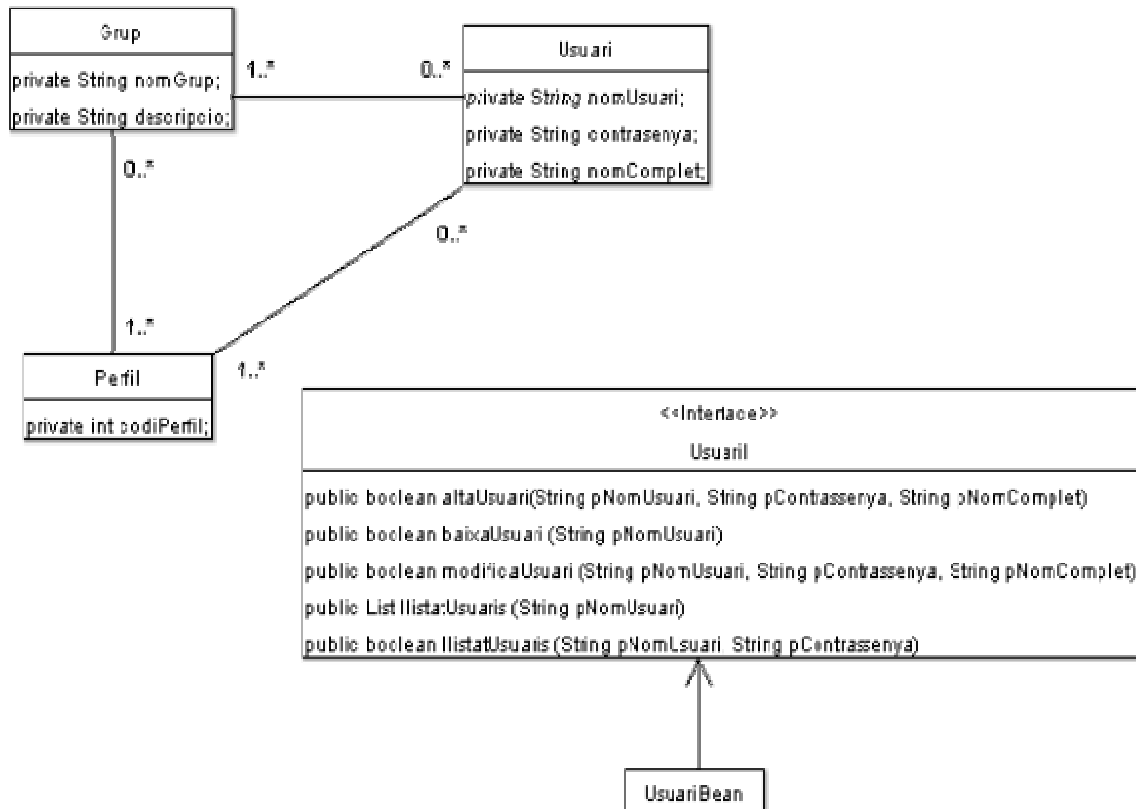 Grup
private String nomGrup;
private String descripcio;
1..*
0..*
Usuari
private String nomUsuari;
private String contrasenya;
private String nomComplet;
0..*
0..*
1..*
1..*
Perfil
private int codiPerfil;
<<Interface>>
UsuariI
public boolean altaUsuari(String pNomUsuari, String pContrassenya, String pNomComplet)
public boolean baixaUsuari (String pNomUsuari)
public boolean modificaUsuari (String pNomUsuari, String pContrassenya, String pNomComplet)
public List llistatUsuaris (String pNomUsuari)
public boolean llistatUsuaris (String pNomUsuari, String pContrassenya)
UsuariBean